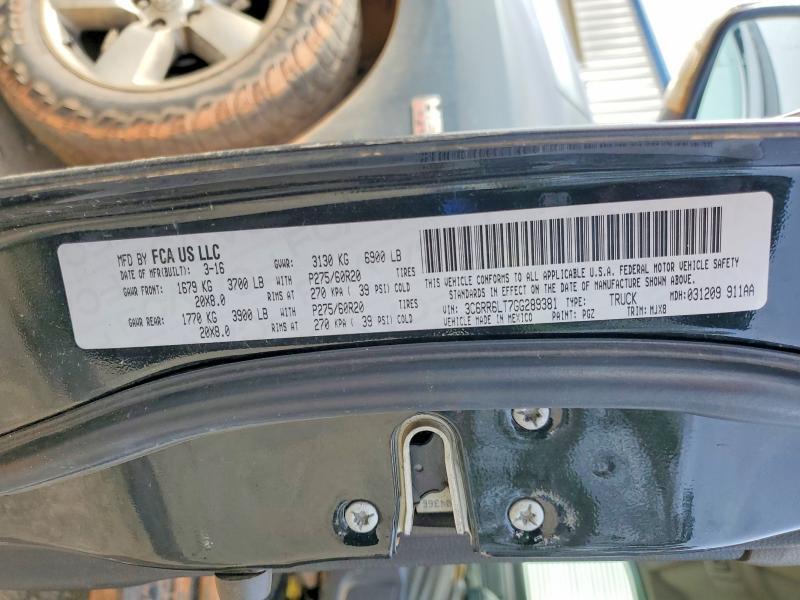 MFD BY FCA US LLC
DATE OF MFR(BUILT): 3-16 GVWR: 3130 KG 6900 LB
GAWR FRONT: 1679 KG 3700 LB WITH P275/60R20 TIRES
20X8.0 RIMS AT 270 KPA ( 39 PSI) COLD
GAWR REAR: 1770 KG 3900 LB WITH P275/60R20 TIRES
20X8.0 RIMS AT 270 KPA ( 39 PSI) COLD
THIS VEHICLE CONFORMS TO ALL APPLICABLE U.S.A. FEDERAL MOTOR VEHICLE SAFETY
STANDARDS IN EFFECT ON THE DATE OF MANUFACTURE SHOWN ABOVE.
VIN: 3C6RR6LT7GG289381 TYPE: TRUCK MDH: 031209 911AA
VEHICLE MADE IN MEXICO PAINT: PGZ TRIM: MJX8